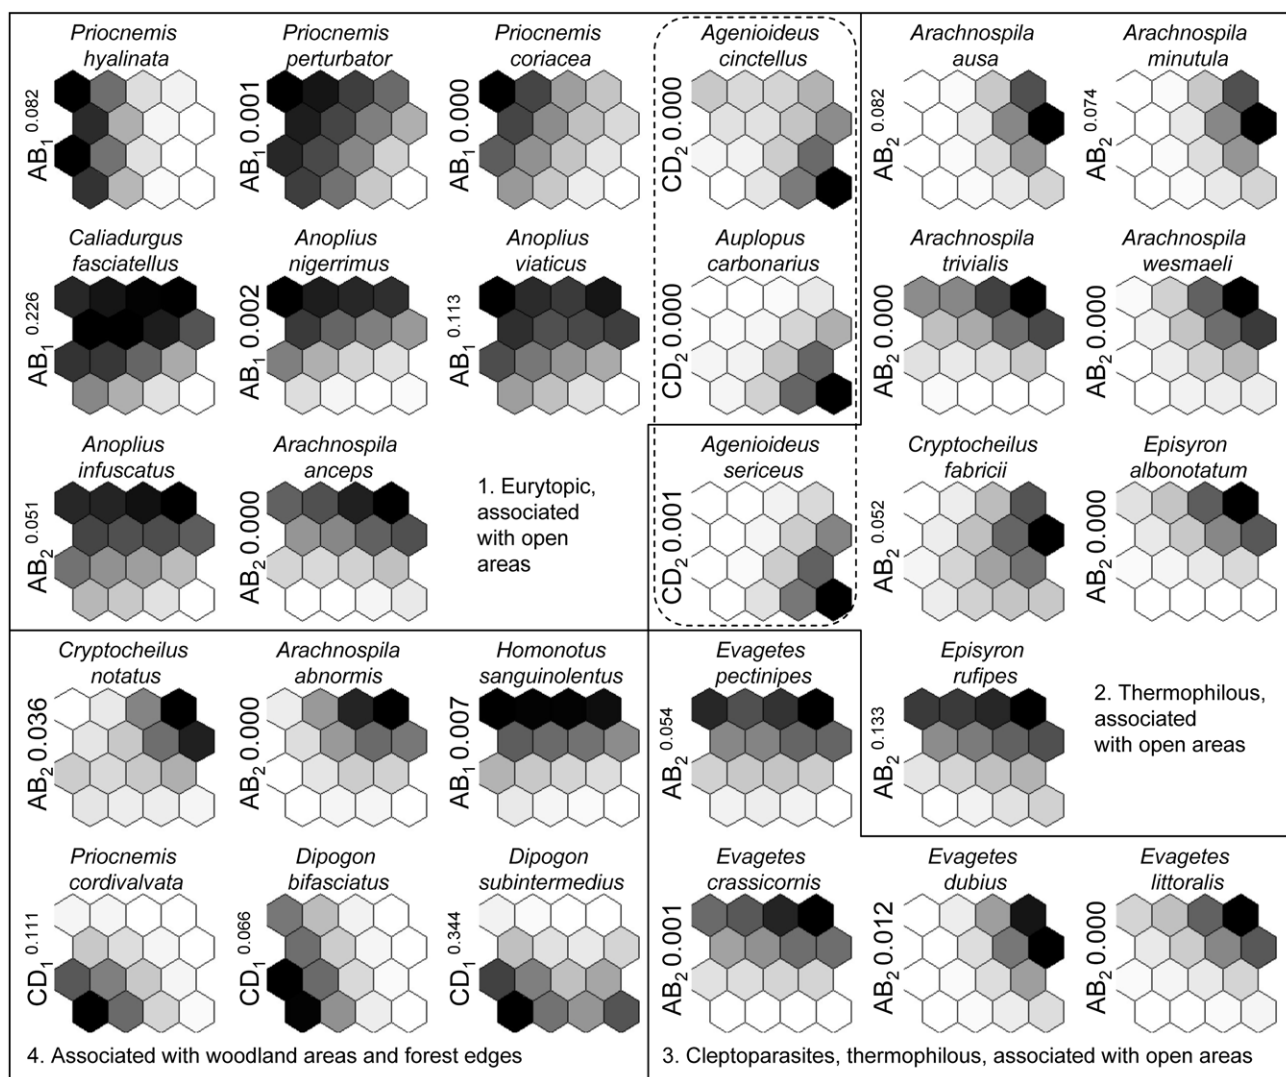 Priocnemis
hyalinata
AB1 0.082
Priocnemis
perturbator
AB1 0.001
Priocnemis
coriacea
AB1 0.000
Agenioideus
cinctellus
CD2 0.000
Arachnospila
ausa
AB2 0.082
Arachnospila
minutula
AB2 0.074
Caliadurgus
fasciatellus
AB1 0.226
Anoplius
nigerrimus
AB1 0.002
Anoplius
viaticus
AB1 0.113
Auplopus
carbonarius
CD2 0.000
Arachnospila
trivialis
AB2 0.000
Arachnospila
wesmaeli
AB2 0.000
Anoplius
infuscatus
AB2 0.051
Arachnospila
anceps
AB2 0.000
1. Eurytopic,
associated
with open
areas
Agenioideus
sericeus
CD2 0.001
Cryptocheilus
fabricii
AB2 0.052
Episyron
albonotatum
AB2 0.000
Cryptocheilus
notatus
AB2 0.036
Arachnospila
abnormis
AB2 0.000
Homonotus
sanguinolentus
AB1 0.007
Evagetes
pectinipes
AB2 0.054
Episyron
rufipes
AB2 0.133
2. Thermophilous,
associated
with open areas
Priocnemis
cordivalvata
CD1 0.111
Dipogon
bifasciatus
CD1 0.066
Dipogon
subintermedius
CD1 0.344
Evagetes
crassicornis
AB2 0.001
Evagetes
dubius
AB2 0.012
Evagetes
littoralis
AB2 0.000
4. Associated with woodland areas and forest edges
3. Cleptoparasites, thermophilous, associated with open areas